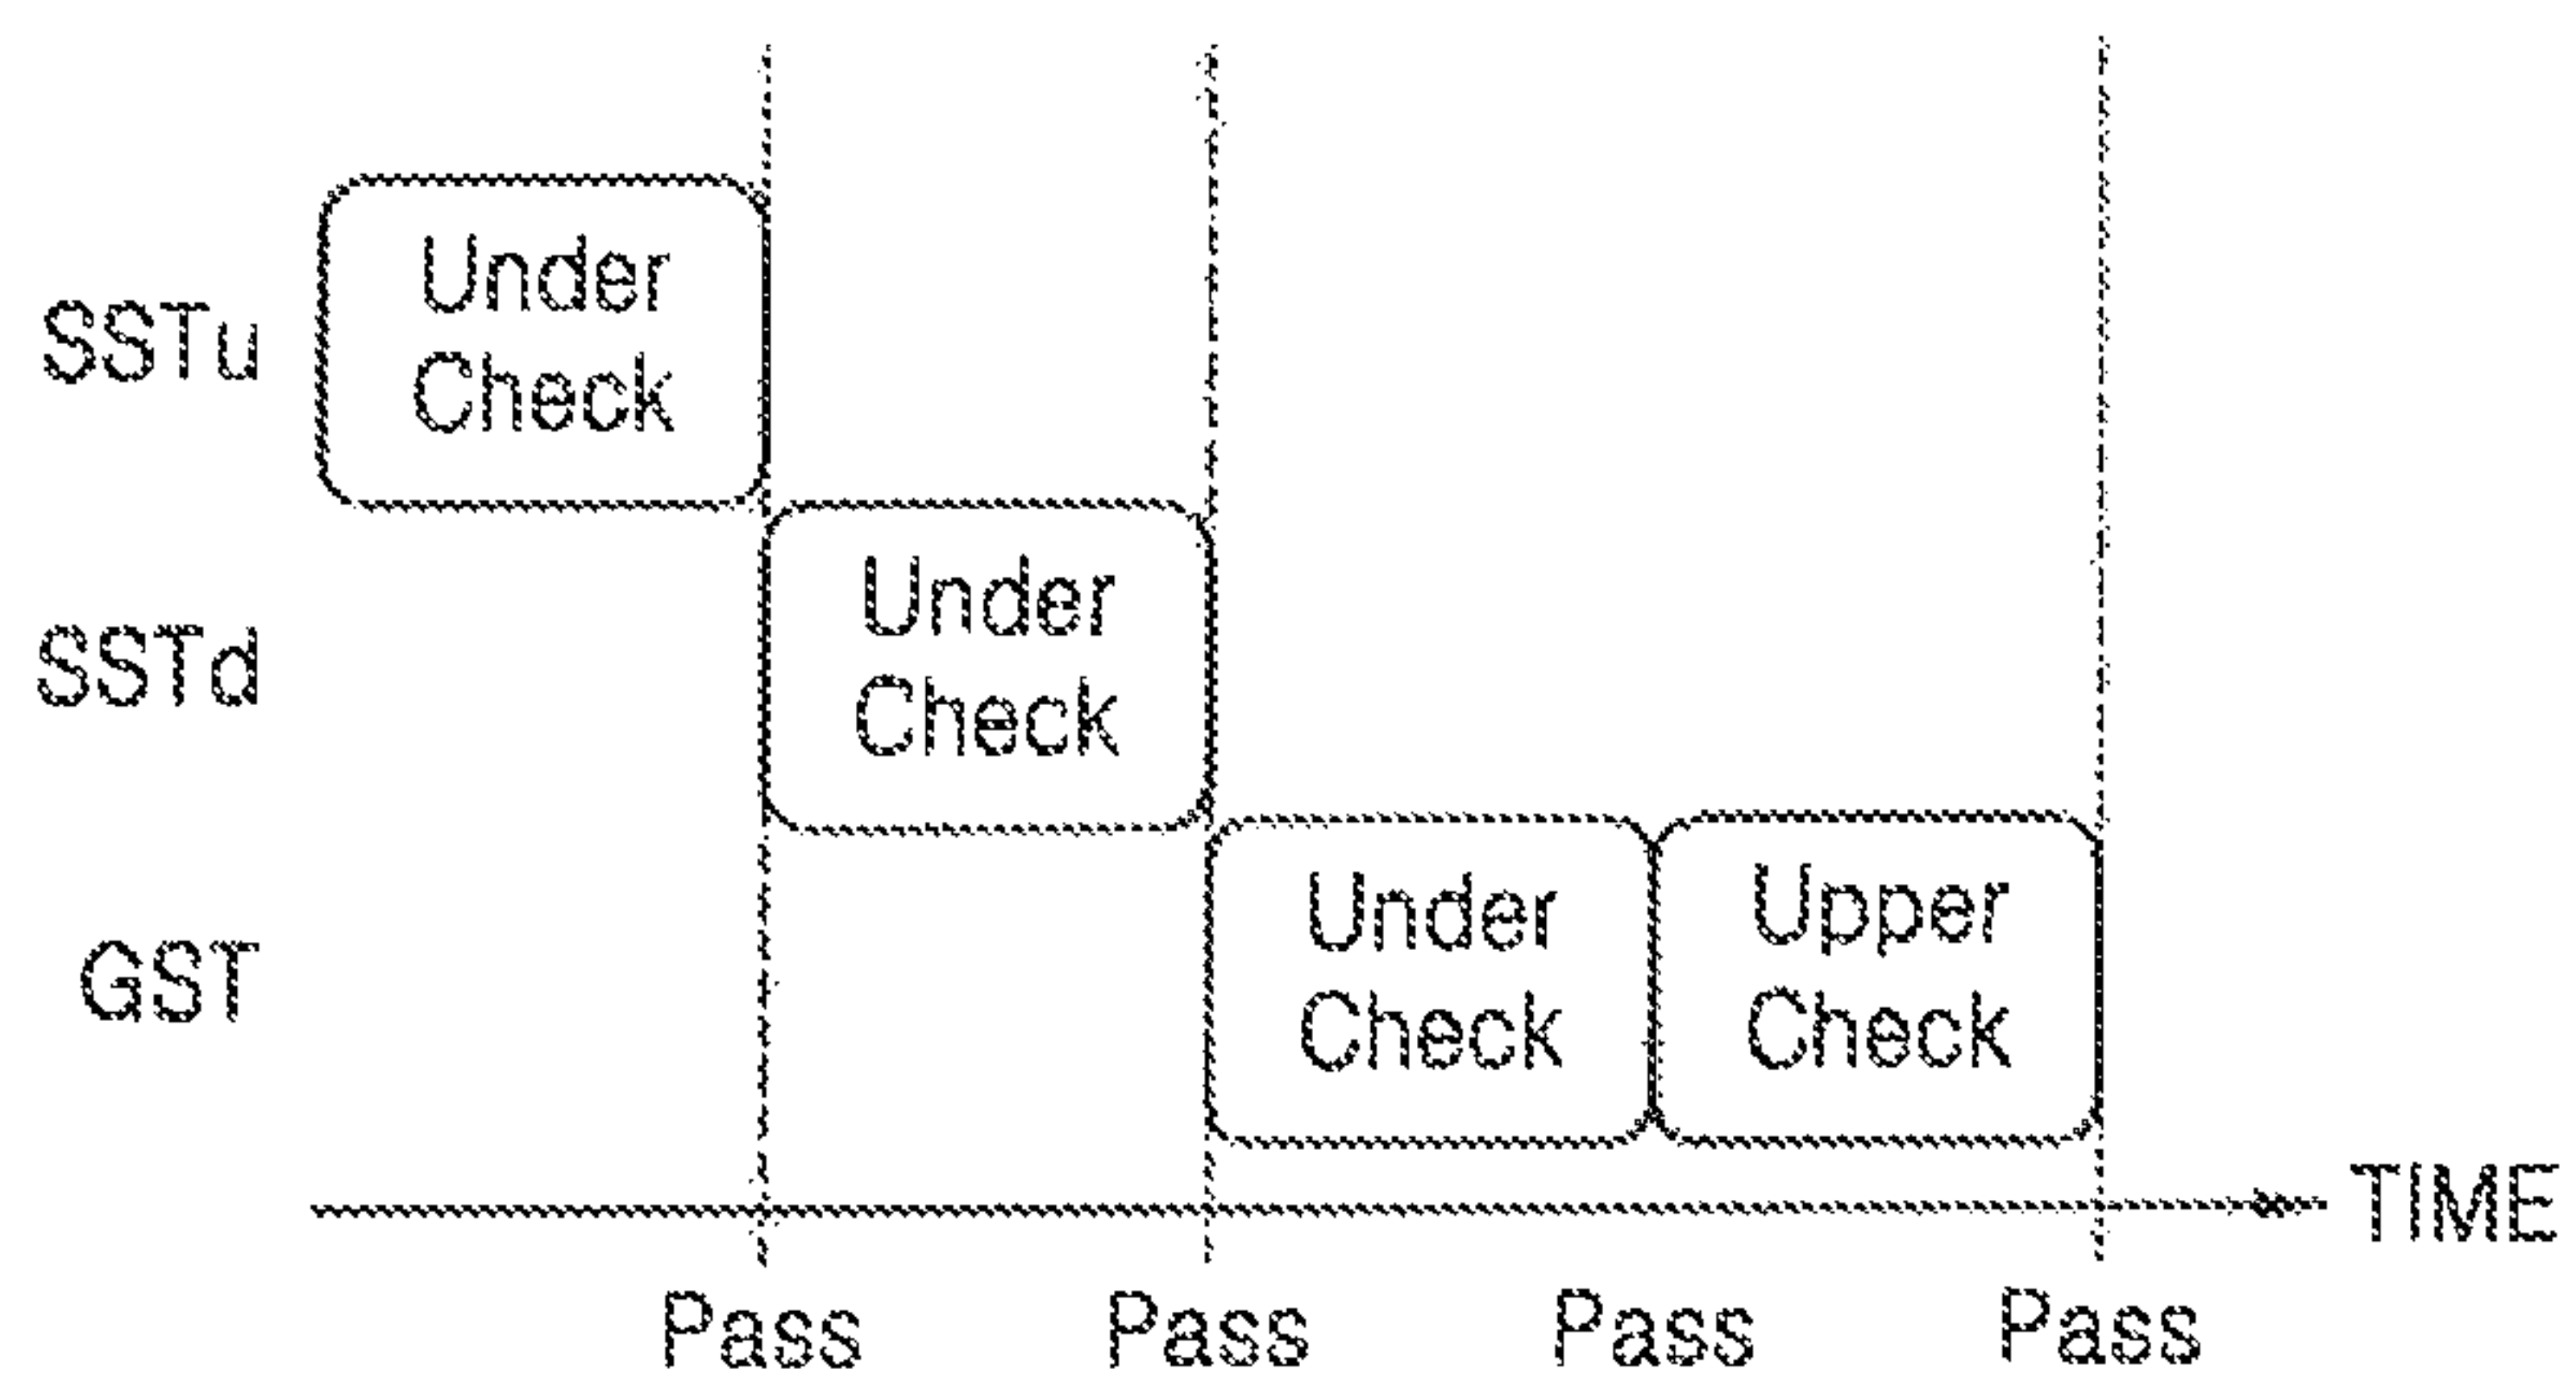 Under
Check
SSTu
Under
Check
SSTd
Under
Check
Upper
Check
GST
TIME
Pass Pass Pass Pass